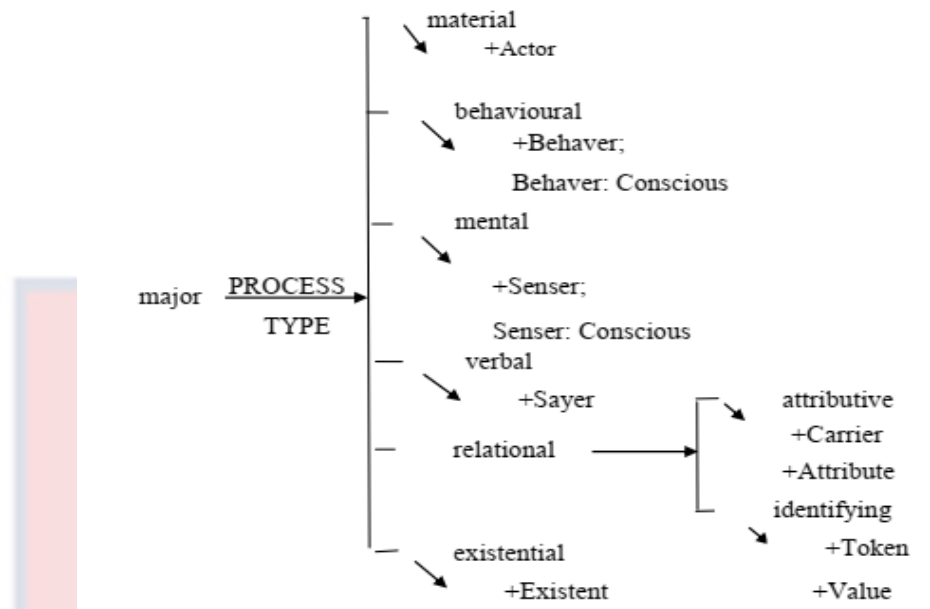 material
+Actor
behavioural
+Behaver;
Behaver: Conscious
mental
+Senser;
Senser: Conscious
major PROCESS TYPE
verbal
+Sayer
relational
attributive
+Carrier
+Attribute
identifying
+Token
+Value
existential
+Existent